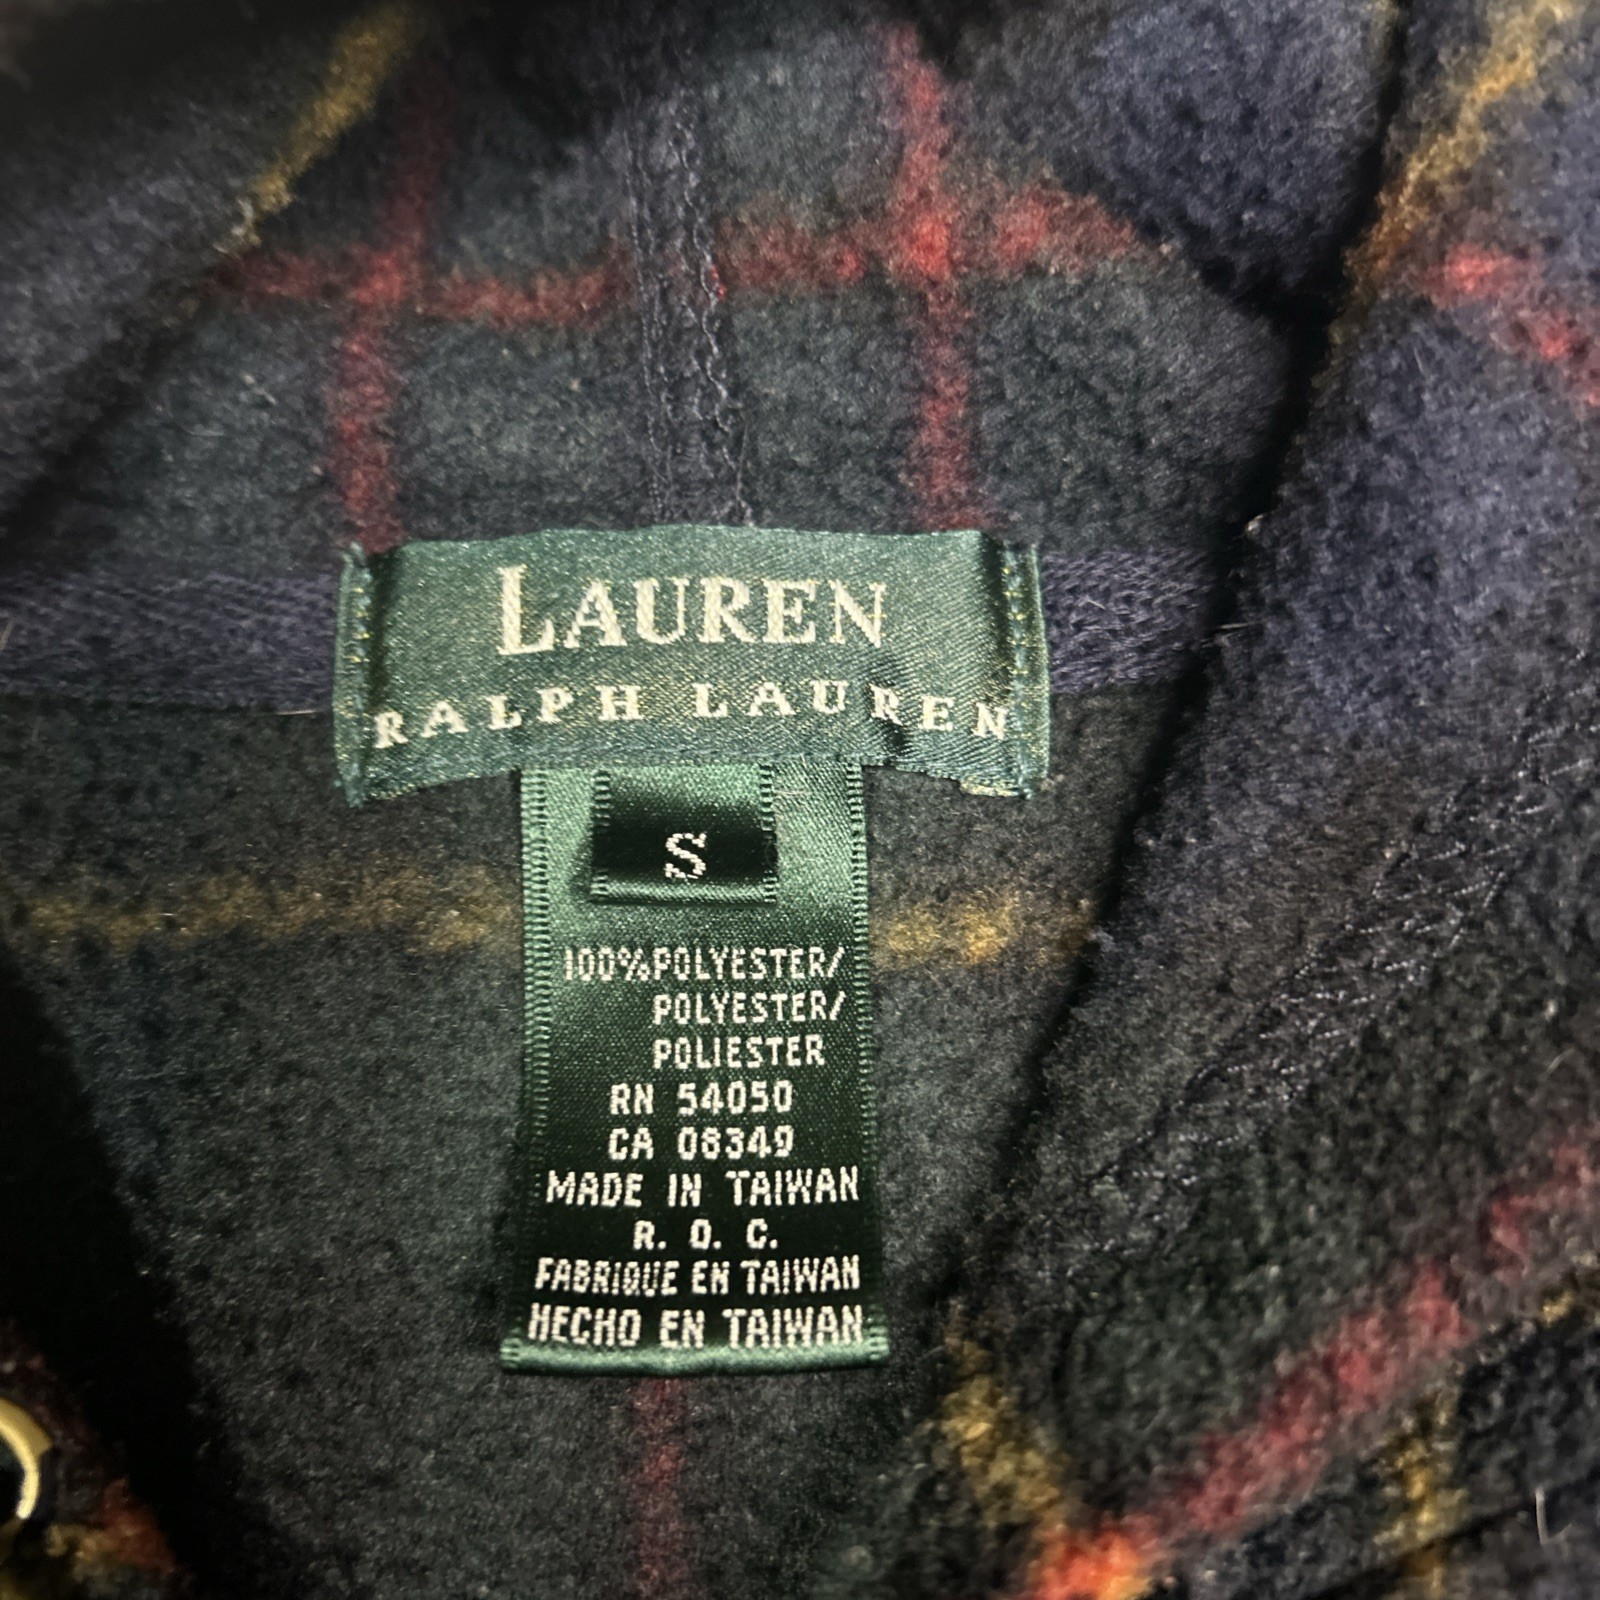 LAUREN
RALPH LAUREN
S
100%POLYESTER/
POLYESTER/
POLIESTER
RN 54050
CA 08349
MADE IN TAIWAN
R. O. C.
FABRIQUE EN TAIWAN
HECHO EN TAIWAN